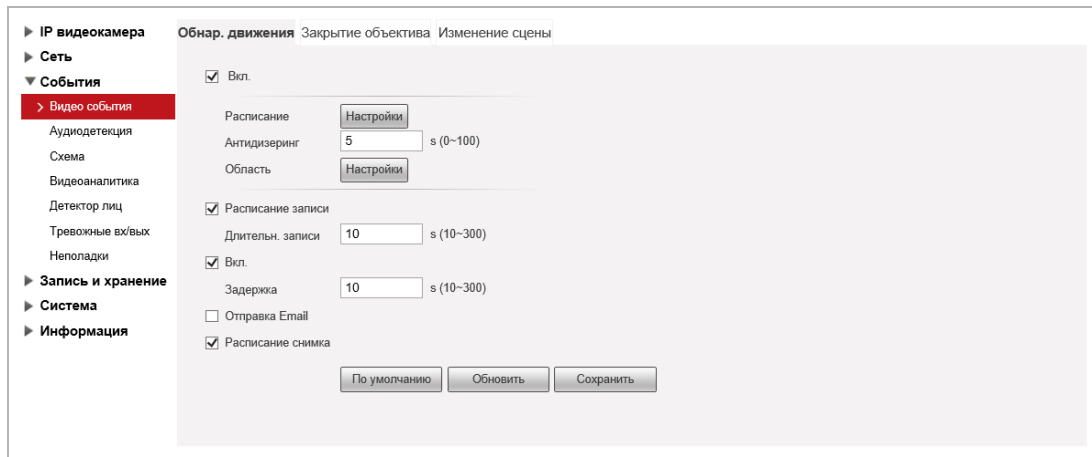 IP видеокамера
Сеть
События
Видео события
Аудиодетекция
Схема
Видеоаналитика
Детектор лиц
Тревожные вх/вых
Неполадки
Запись и хранение
Система
Информация
Обнар. движения Закрытие объектива Изменение сцены
Вкл.
Расписание Настройки
Антидизеринг 5 s (0~100)
Область Настройки
Расписание записи
Длительн. записи 10 s (10~300)
Вкл.
Задержка 10 s (10~300)
Отправка Email
Расписание снимка
По умолчанию Обновить Сохранить